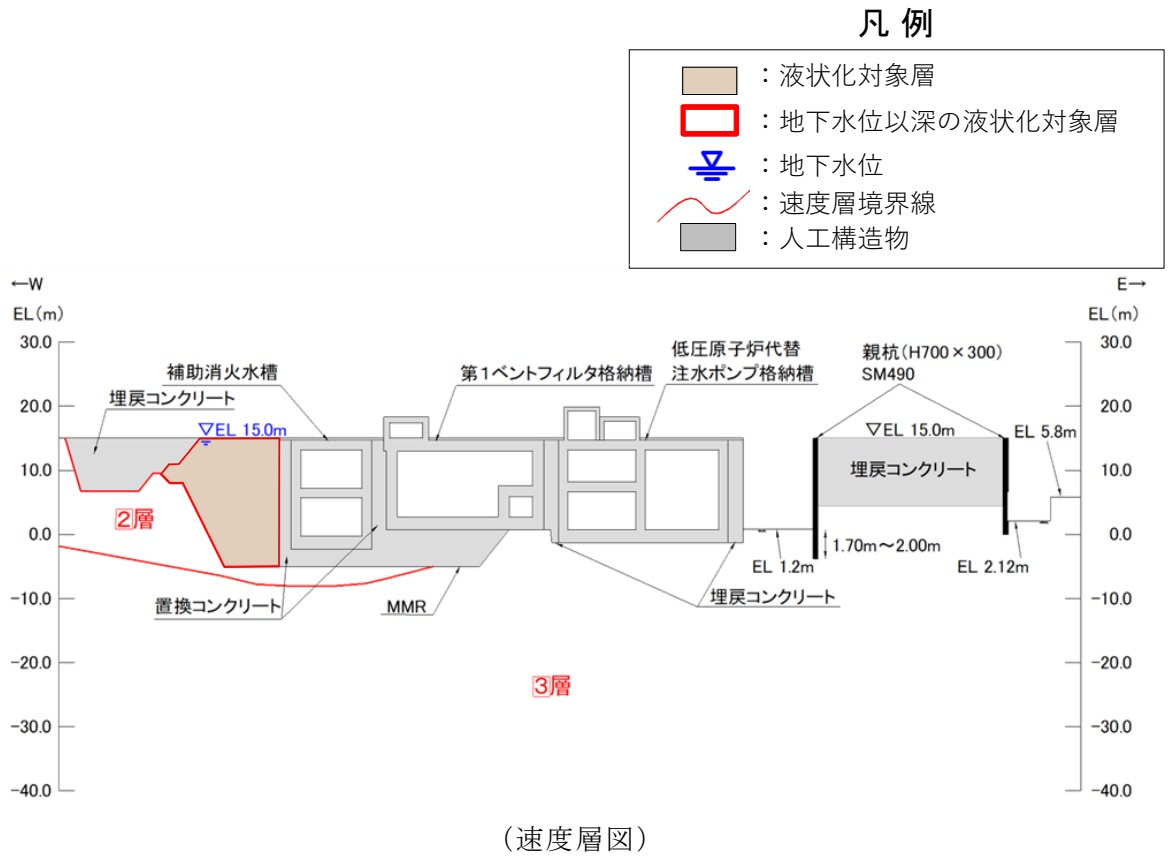 凡 例
：液状化対象層
：地下水位以深の液状化対象層
：地下水位
：速度層境界線
：人工構造物
←W
E→
EL(m)
EL(m)
30.0
20.0
10.0
0.0
-10.0
-20.0
-30.0
-40.0
補助消火水槽
埋戻コンクリート
▽EL 15.0m
第1ベントフィルタ格納槽
低圧原子炉代替
注水ポンプ格納槽
親杭(H700×300)
SM490
▽EL 15.0m
EL 5.8m
埋戻コンクリート
2層
1.70m～2.00m
EL 1.2m
EL 2.12m
置換コンクリート
MMR
埋戻コンクリート
3層
30.0
20.0
10.0
0.0
-10.0
-20.0
-30.0
-40.0
(速度層図)